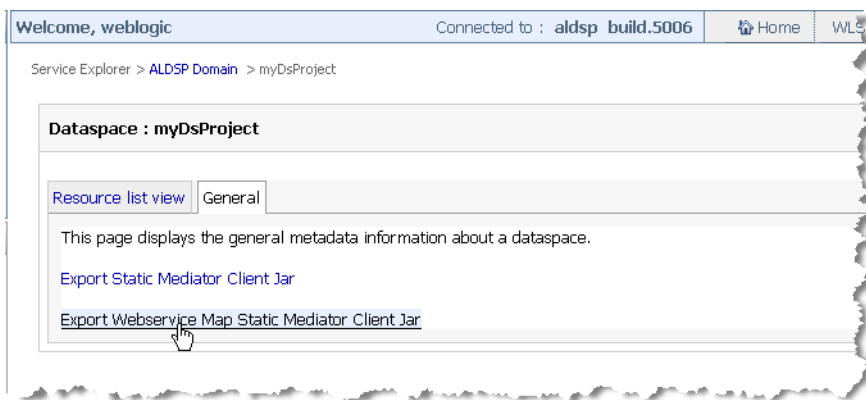 Welcome, weblogic Connected to : aldsp build.5006 Home WLS
Service Explorer > ALDSP Domain > myDsProject
Dataspace : myDsProject
Resource list view General
This page displays the general metadata information about a dataspace.
Export Static Mediator Client Jar
Export Webservice Map Static Mediator Client Jar